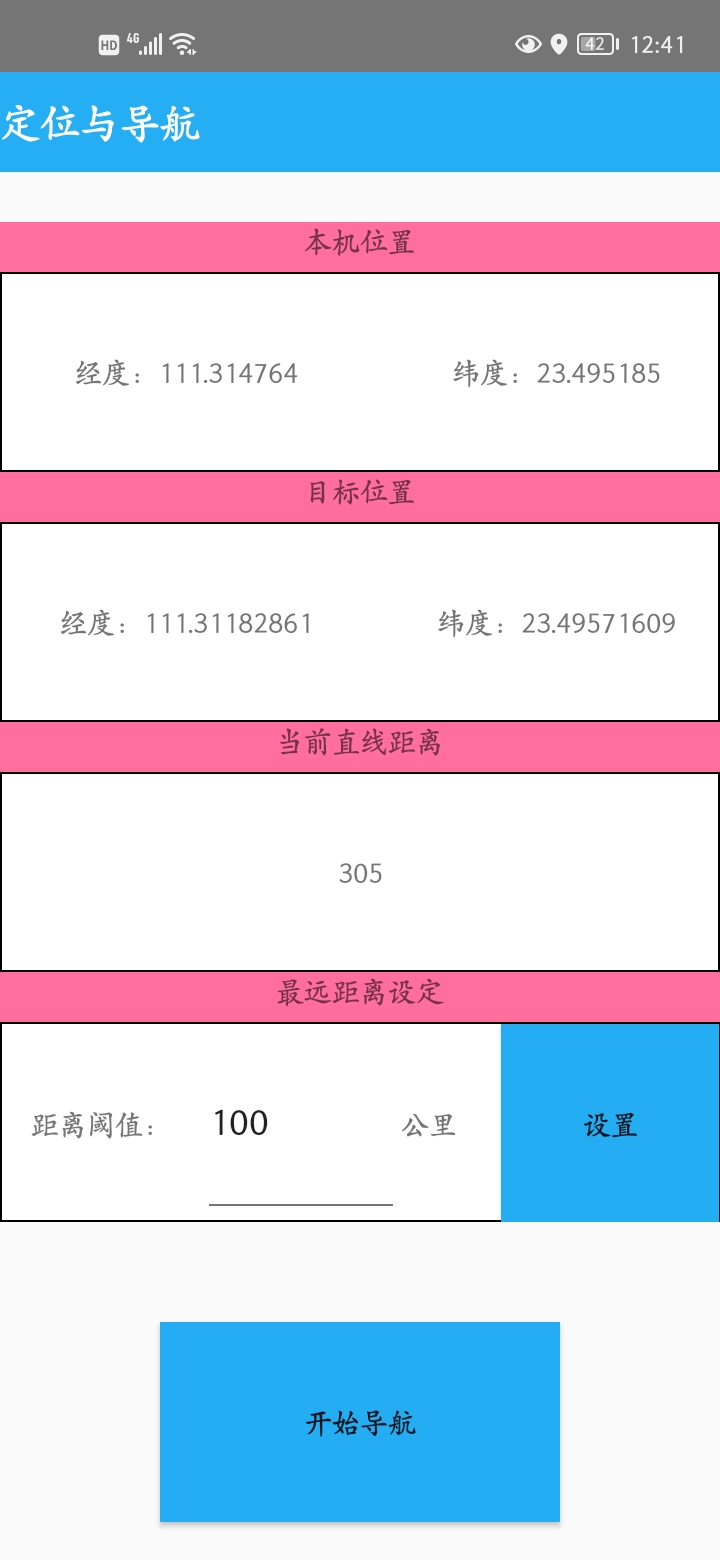 HD 4G 42 12:41
定位与导航
本机位置
经度：111.314764 纬度：23.495185
目标位置
经度：111.31182861 纬度：23.49571609
当前直线距离
305
最远距离设定
距离阈值： 100 公里 设置
开始导航